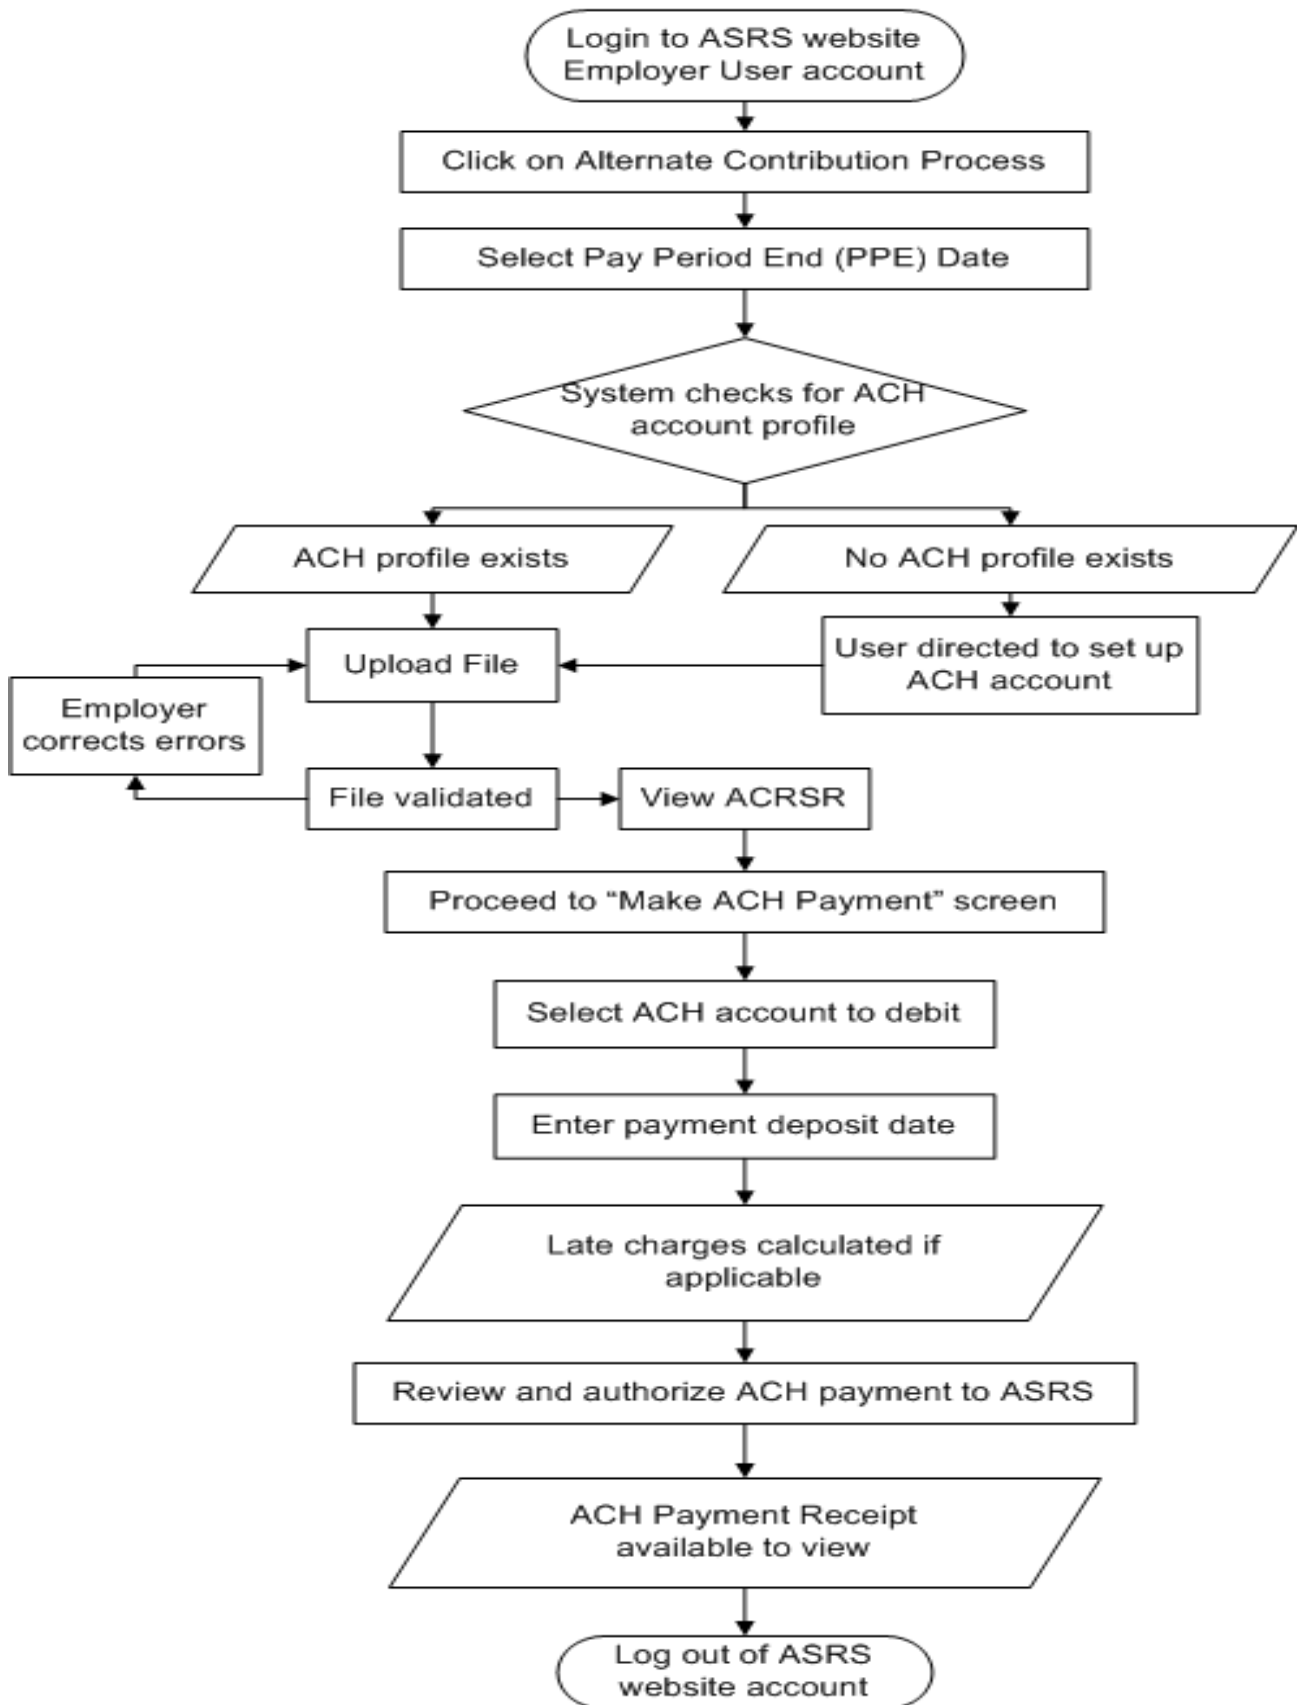 Login to ASRS website
Employer User account
Click on Alternate Contribution Process
Select Pay Period End (PPE) Date
System checks for ACH
account profile
ACH profile exists
No ACH profile exists
Upload File
User directed to set up
ACH account
Employer
corrects errors
File validated
View ACRSR
Proceed to “Make ACH Payment” screen
Select ACH account to debit
Enter payment deposit date
Late charges calculated if
applicable
Review and authorize ACH payment to ASRS
ACH Payment Receipt
available to view
Log out of ASRS
website account